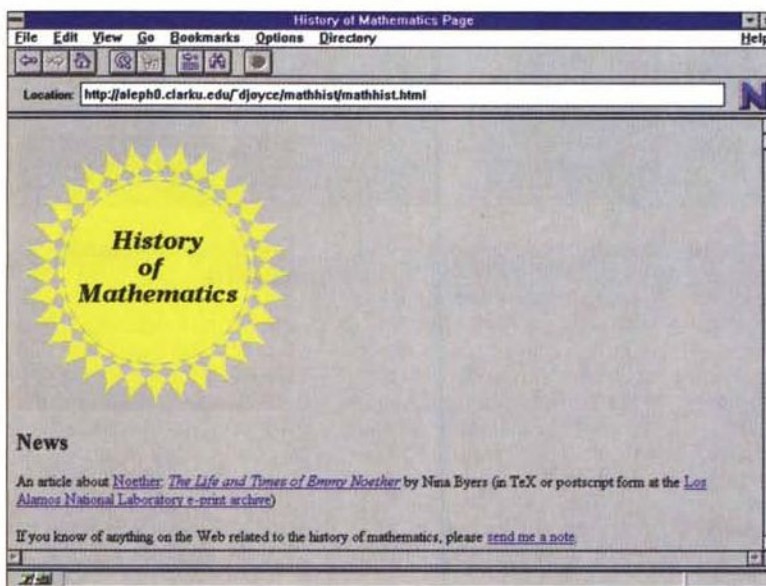 History of Mathematics Page
File Edit View Go Bookmarks Options Directory Help
Location: http://aleph0.clarku.edu/~djoyce/mathhist/mathhist.html
N
History
of
Mathematics
News
An article about Noether: The Life and Times of Emmy Noether by Nina Byers (in TeX or postscript form at the Los
Alamos National Laboratory e-print archive)
If you know of anything on the Web related to the history of mathematics, please send me a note.